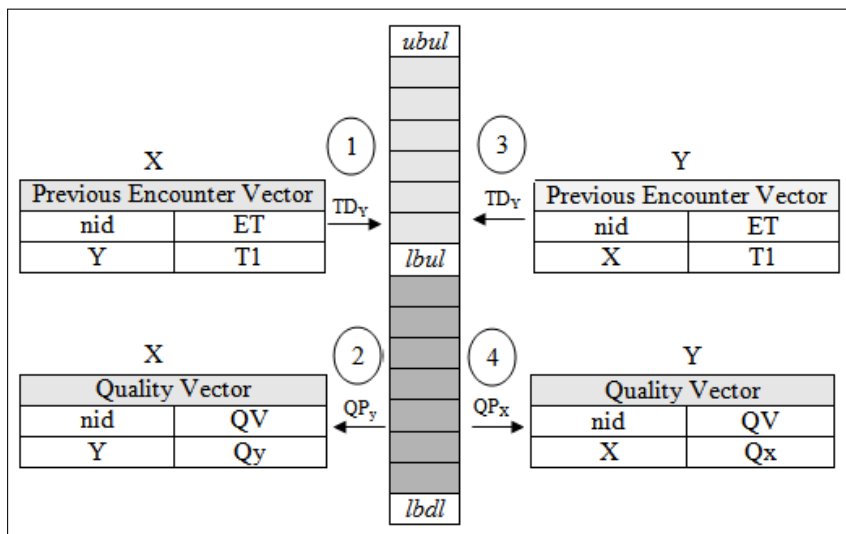 ubul
1
3
X
Y
Previous Encounter Vector
TDY
TDY
Previous Encounter Vector
nid ET
nid ET
Y T1
lbul
X T1
X
2
4
Y
Quality Vector
QPy
QPX
Quality Vector
nid QV
nid QV
Y Qy
X Qx
lbdl